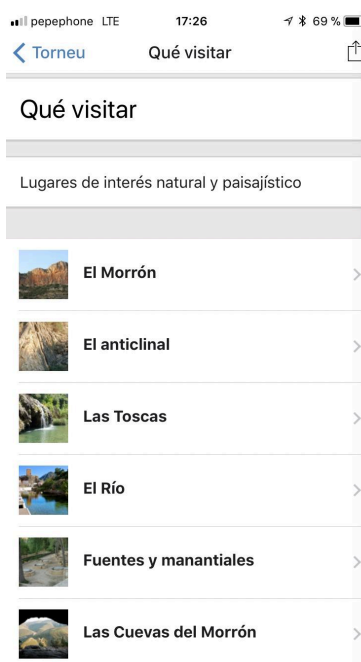 pepephone LTE 17:26 69 %
Torneu Qué visitar
Qué visitar
Lugares de interés natural y paisajístico
El Morrón
El anticlinal
Las Toscas
El Río
Fuentes y manantiales
Las Cuevas del Morrón